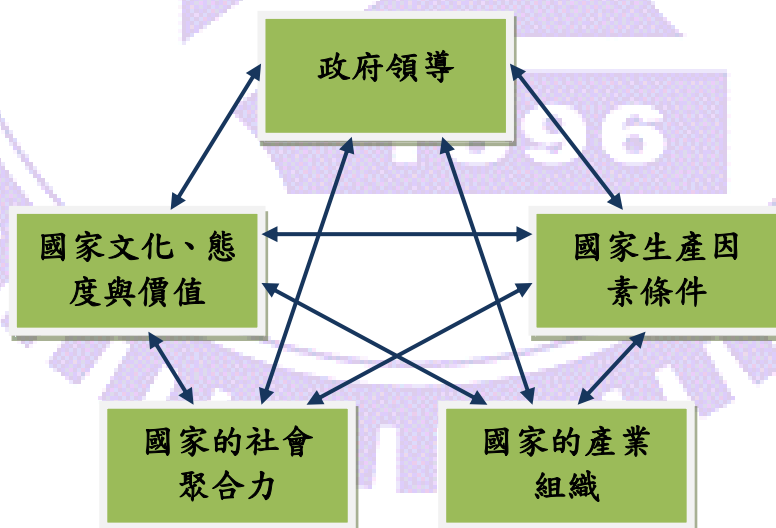 政府領導
1896
國家文化、態
度與價值
國家生產因
素條件
國家的社會
聚合力
國家的產業
組織